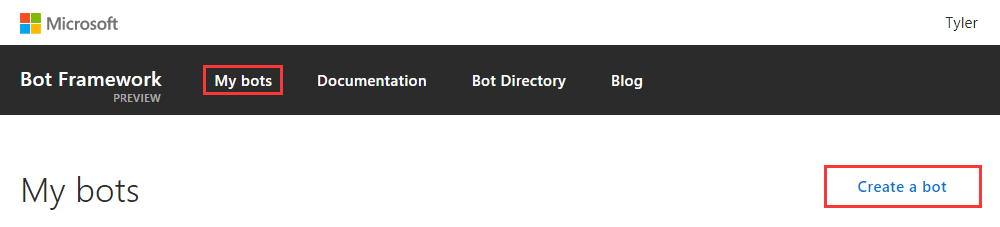 Microsoft
Tyler
Bot Framework
PREVIEW
My bots
Documentation
Bot Directory
Blog
My bots
Create a bot